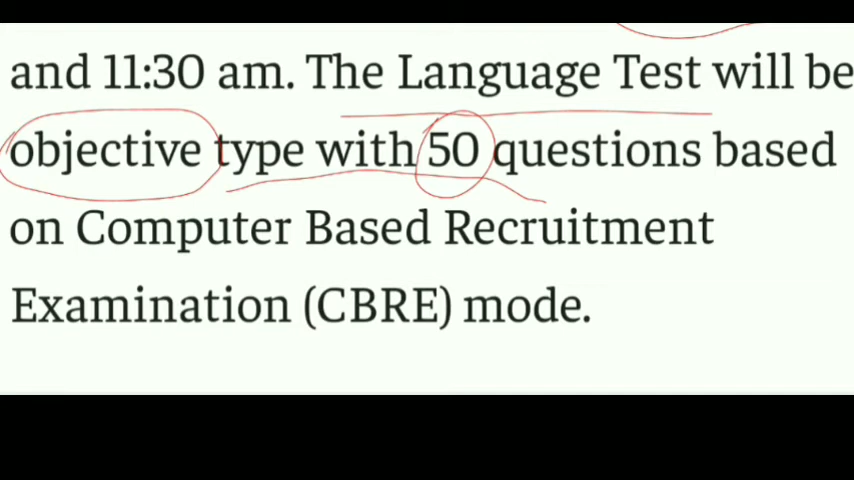 and 11:30 am. The Language Test will be
objective type with 50 questions based
on Computer Based Recruitment
Examination (CBRE) mode.